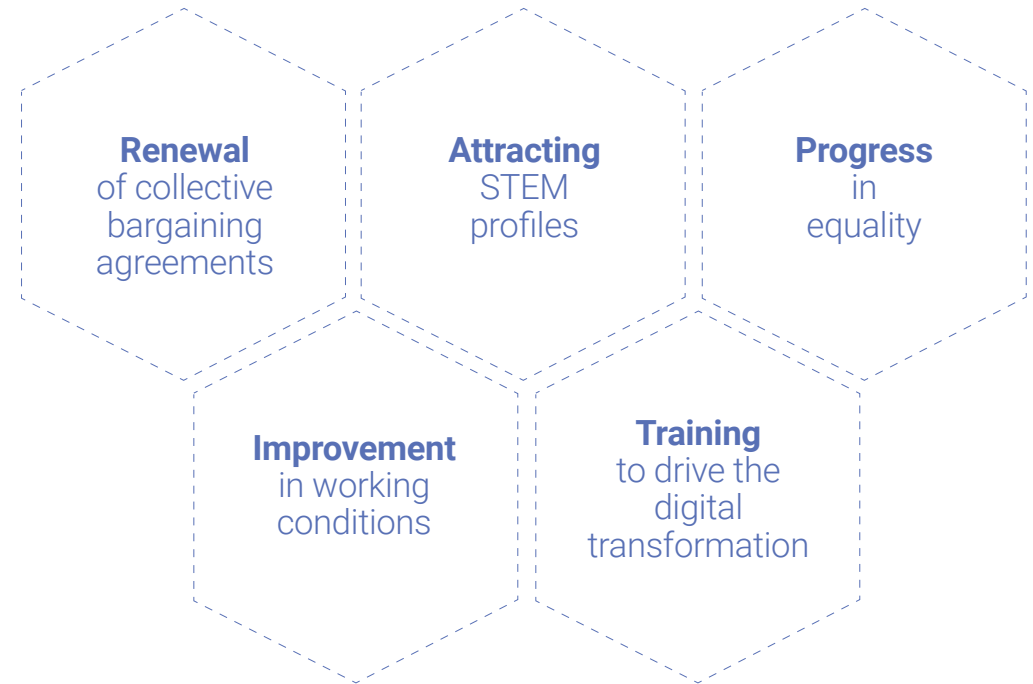 Renewal
of collective
bargaining
agreements
Attracting
STEM
profiles
Progress
in
equality
Improvement
in working
conditions
Training
to drive the
digital
transformation